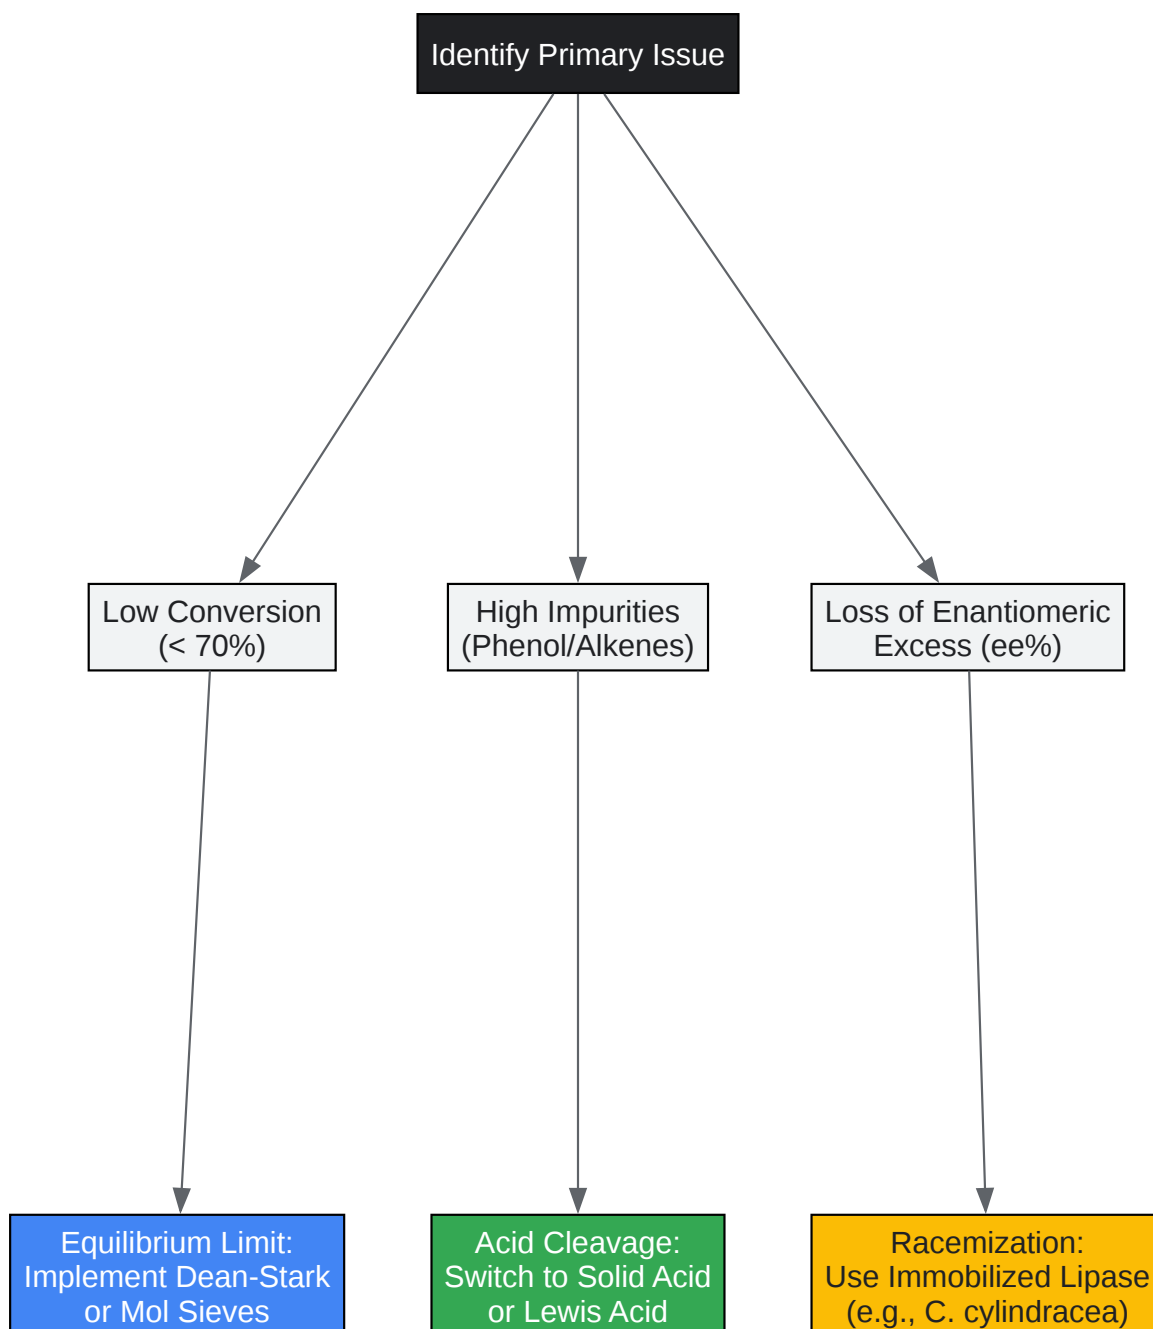 Identify Primary Issue
Low Conversion
(< 70%)
High Impurities
(Phenol/Alkenes)
Loss of Enantiomeric
Excess (ee%)
Equilibrium Limit:
Implement Dean-Stark
or Mol Sieves
Acid Cleavage:
Switch to Solid Acid
or Lewis Acid
Racemization:
Use Immobilized Lipase
(e.g., C. cylindracea)